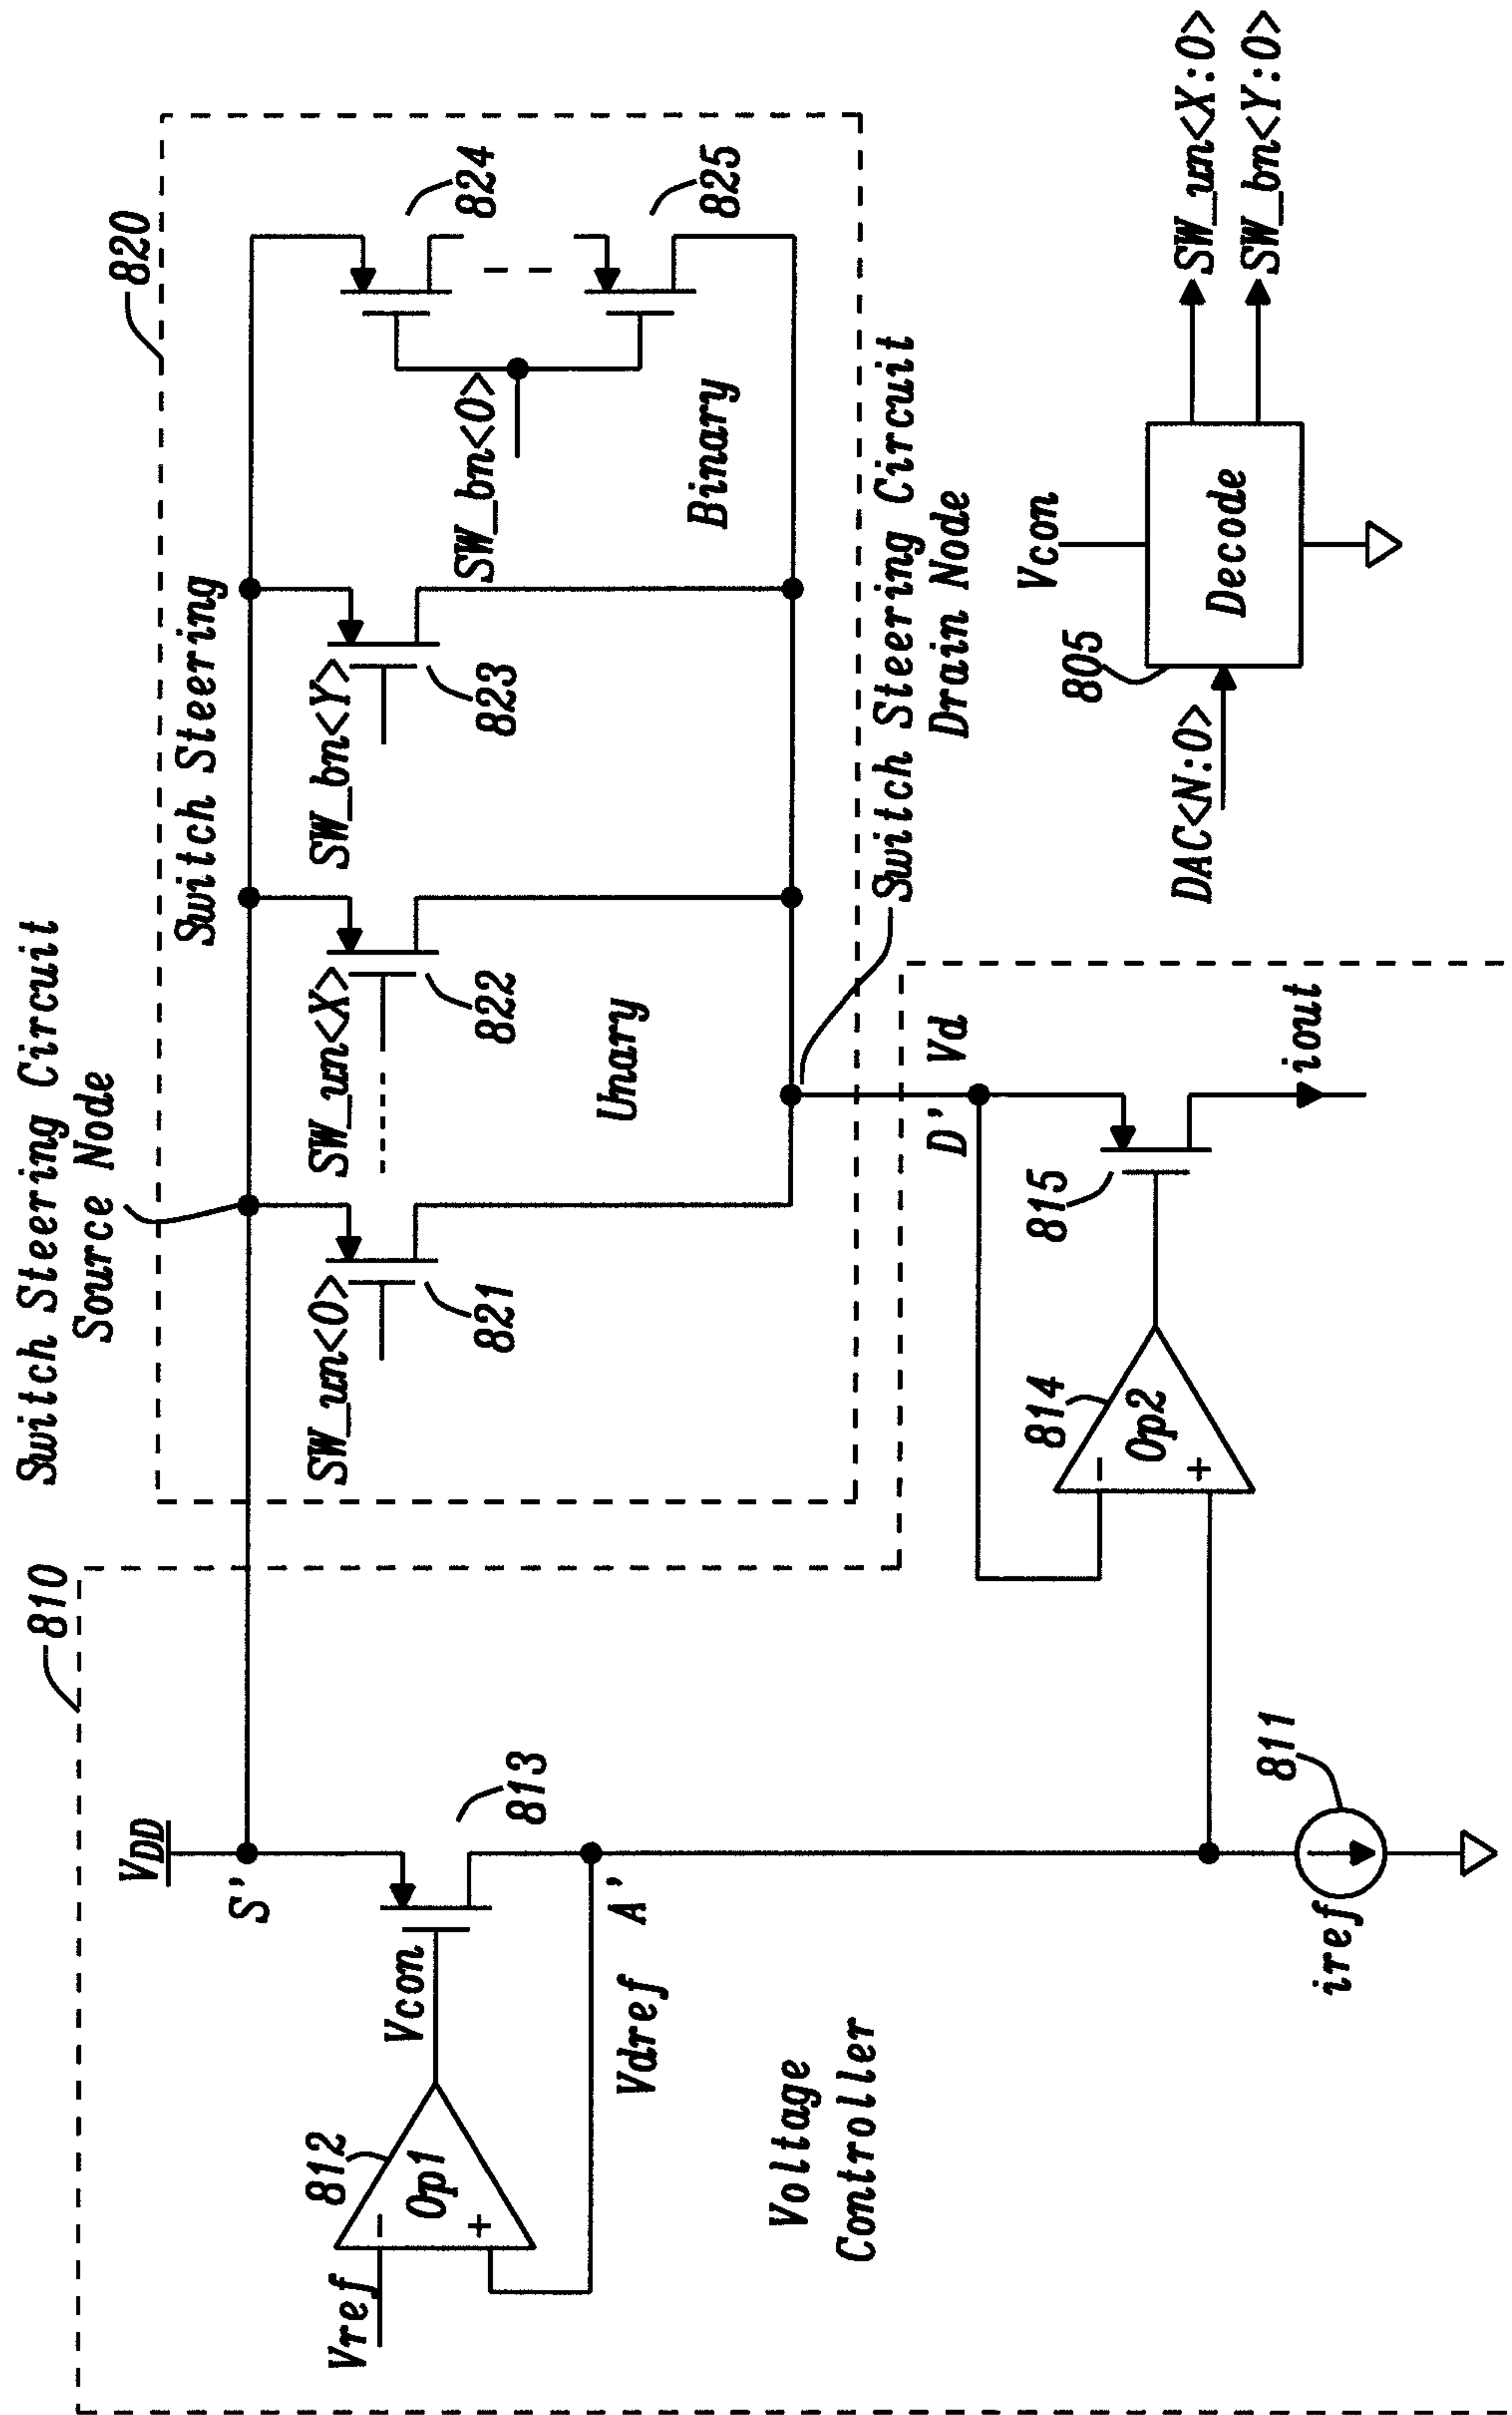 Switch Steering Circuit
Source Node
820
Switch Steering
810
VDD
S'
SW_un<0>
821
SW_un<X>
822
SW_bn<Y>
823
SW_bn<0>
824
825
Unary
Binary
Vref
812
Op1
-
+
Vcon
813
A'
Vdref
Voltage
Controller
Switch Steering Circuit
Drain Node
D'
Vd
814
Op2
-
+
815
iout
811
iref
805
Vcon
DAC<N:0>
Decode
SW_un<X:0>
SW_bn<Y:0>